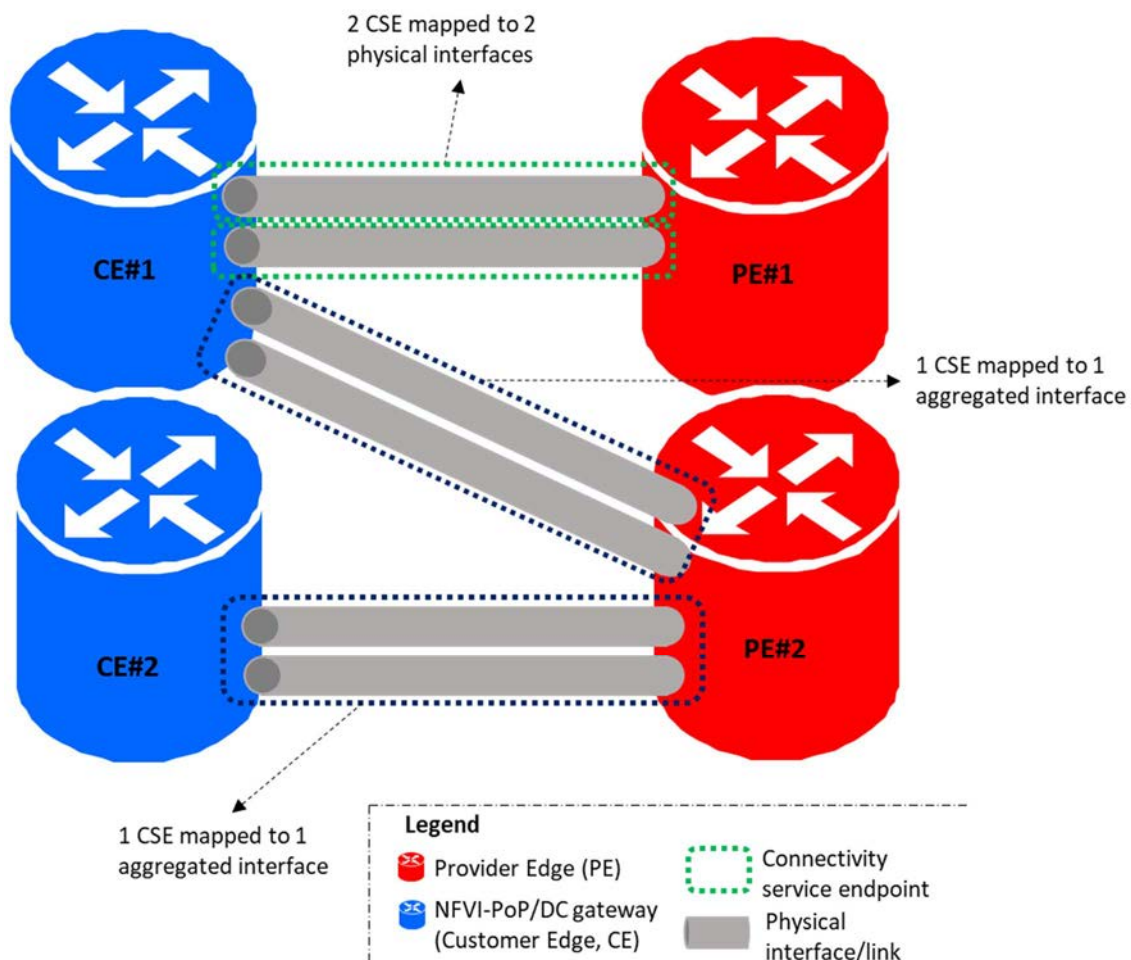 2 CSE mapped to 2
physical interfaces
CE#1
PE#1
1 CSE mapped to 1
aggregated interface
CE#2
PE#2
1 CSE mapped to 1
aggregated interface
Legend
Provider Edge (PE)
NFVI-PoP/DC gateway
(Customer Edge, CE)
Connectivity
service endpoint
Physical
interface/link